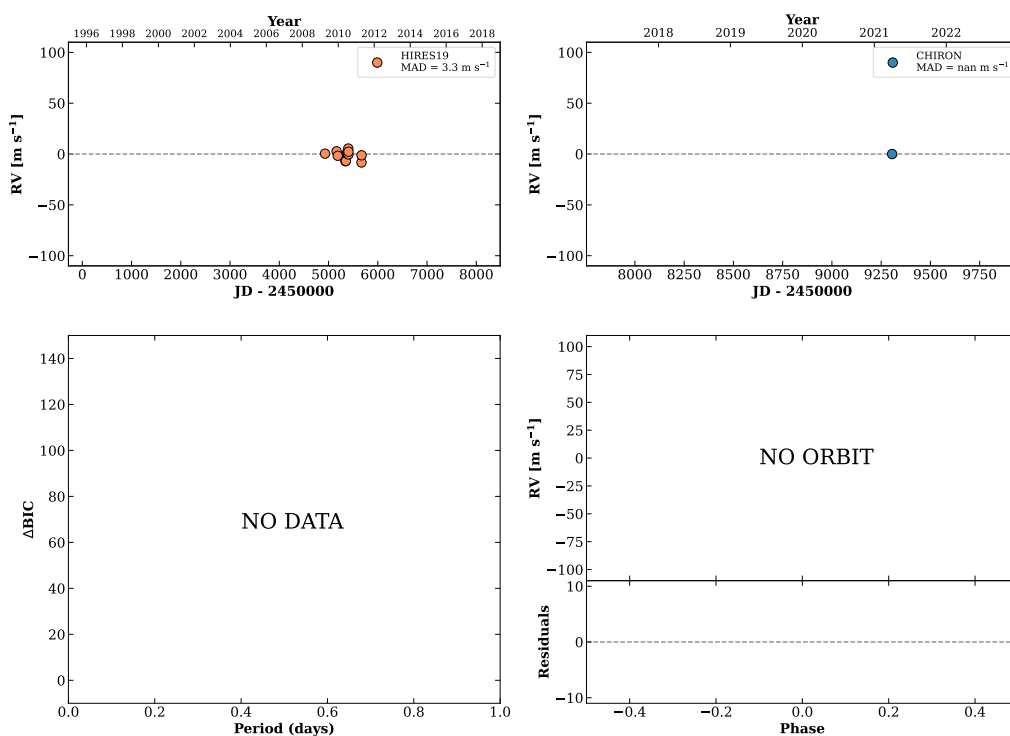 Year
1996 1998 2000 2002 2004 2006 2008 2010 2012 2014 2016 2018
HIRES19
MAD = 3.3 m s⁻¹
100
50
0
−50
−100
RV [m s⁻¹]
0 1000 2000 3000 4000 5000 6000 7000 8000
JD - 2450000
Year
2018 2019 2020 2021 2022
CHIRON
MAD = nan m s⁻¹
100
50
0
−50
−100
RV [m s⁻¹]
8000 8250 8500 8750 9000 9250 9500 9750
JD - 2450000
140
120
100
80
60
40
20
0
ΔBIC
NO DATA
0.0 0.2 0.4 0.6 0.8 1.0
Period (days)
100
75
50
25
0
−25
−50
−75
−100
RV [m s⁻¹]
NO ORBIT
10
0
−10
Residuals
−0.4 −0.2 0.0 0.2 0.4
Phase